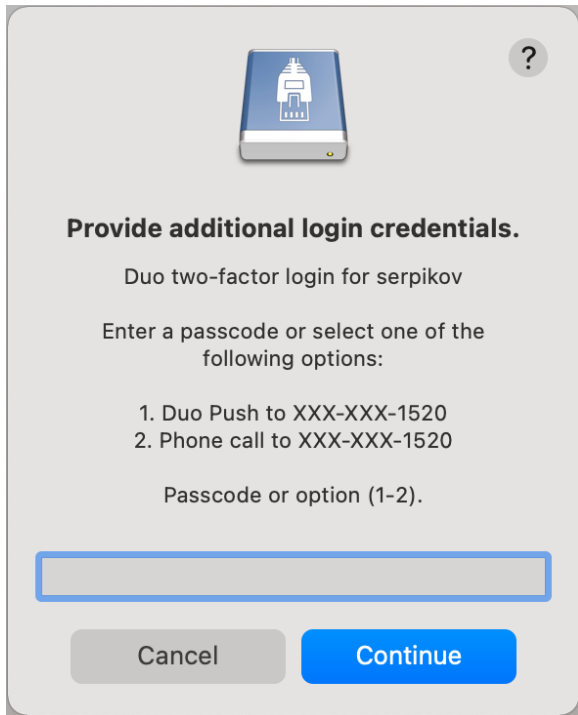 ?
Provide additional login credentials.
Duo two-factor login for serpikov
Enter a passcode or select one of the
following options:
1. Duo Push to XXX-XXX-1520
2. Phone call to XXX-XXX-1520
Passcode or option (1-2).
Cancel
Continue